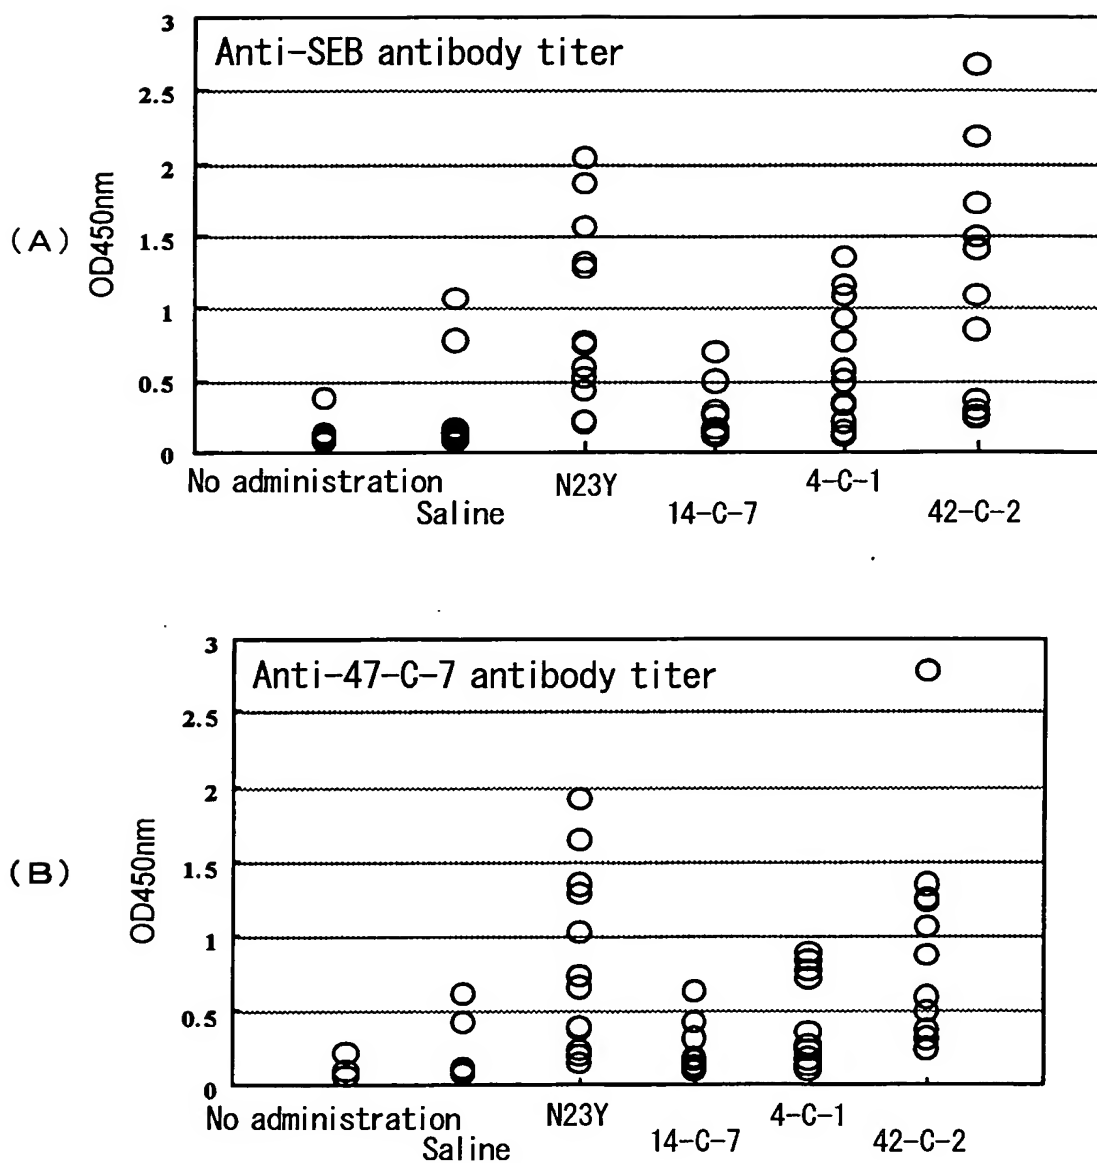 3
Anti-SEB antibody titer
2.5
2
(A)
OD450nm
1.5
1
0.5
0
No administration
Saline
N23Y
14-C-7
4-C-1
42-C-2
3
Anti-47-C-7 antibody titer
2.5
2
(B)
OD450nm
1.5
1
0.5
0
No administration
Saline
N23Y
14-C-7
4-C-1
42-C-2